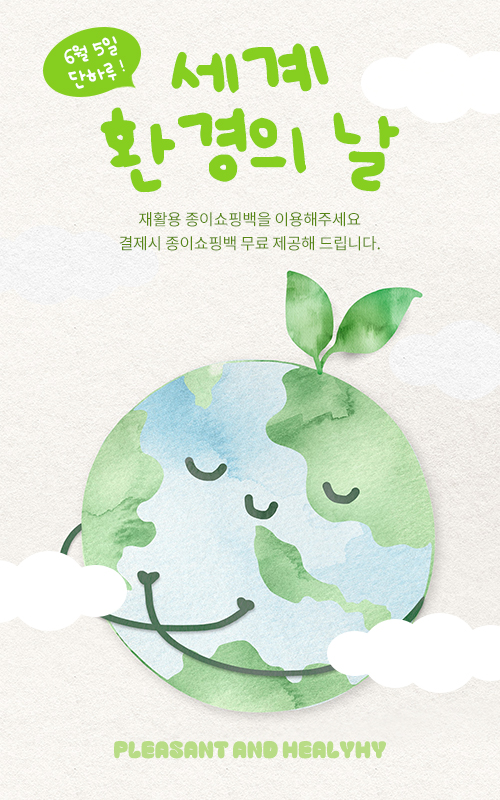 6월 5일
단하루!
세계
환경의 날
재활용 종이쇼핑백을 이용해주세요
결제시 종이쇼핑백 무료 제공해 드립니다.
PLEASANT AND HEALYHY